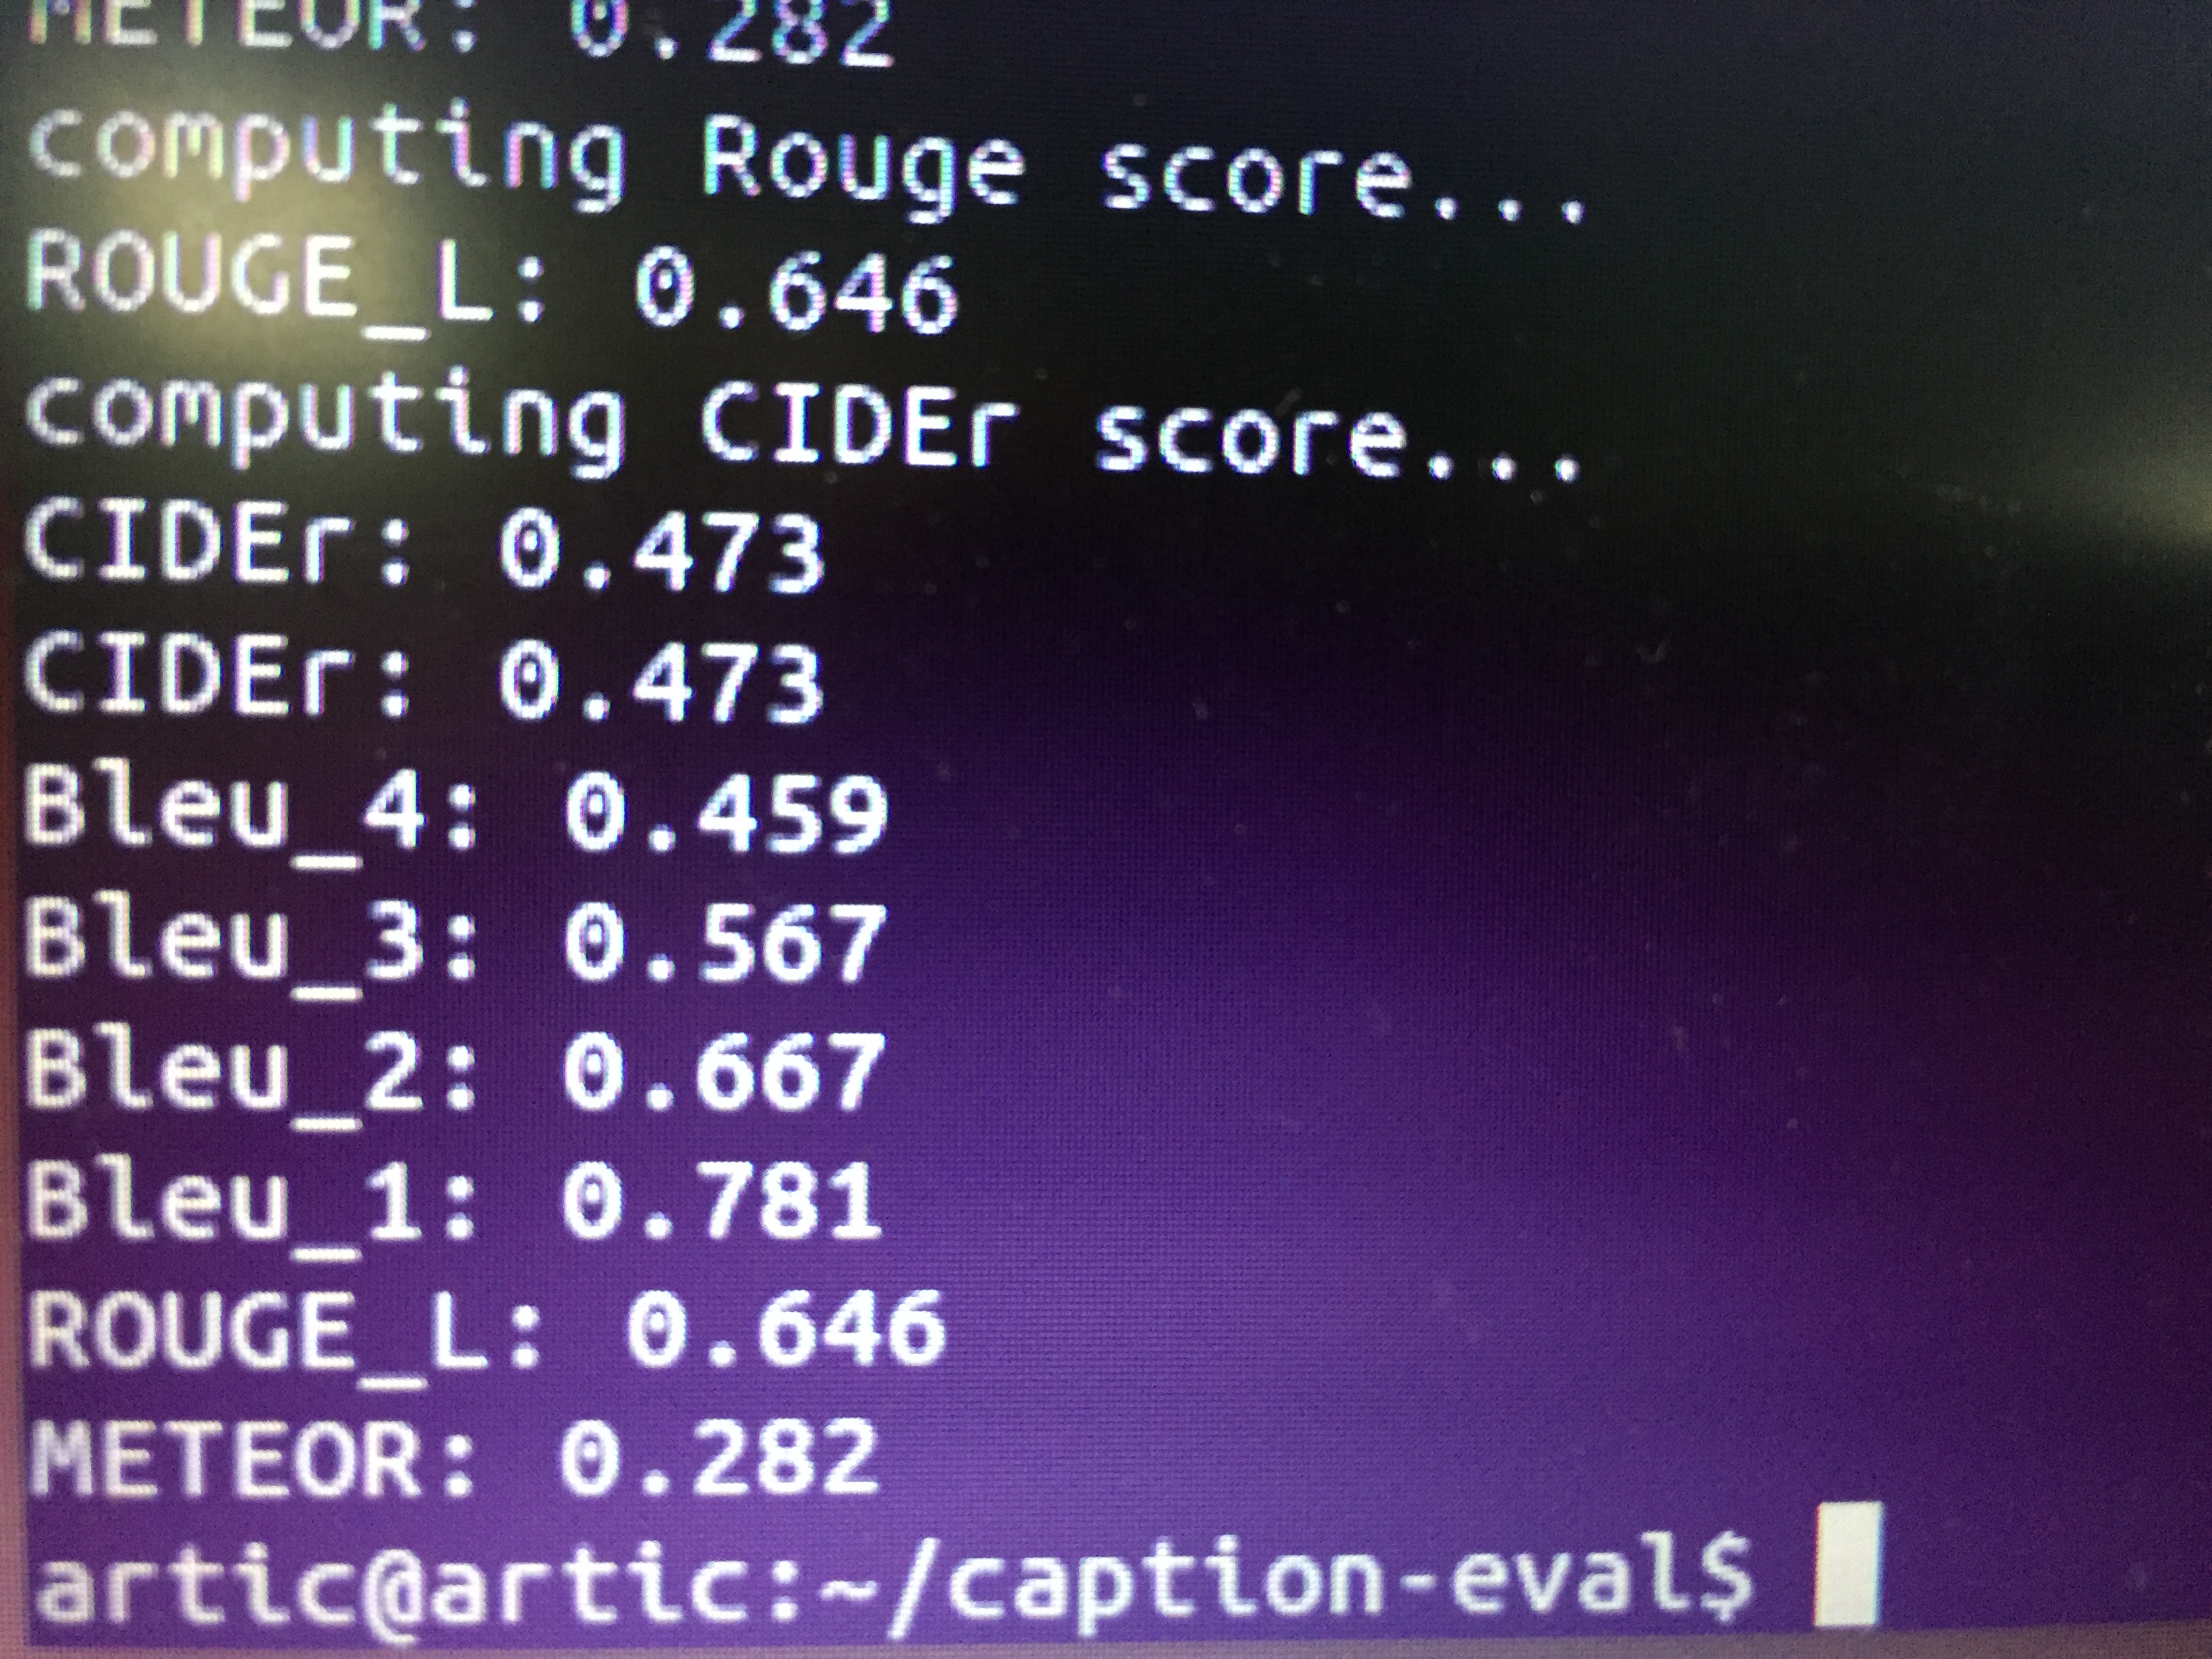 METEOR: 0.282
computing Rouge score...
ROUGE_L: 0.646
computing CIDEr score...
CIDEr: 0.473
CIDEr: 0.473
Bleu_4: 0.459
Bleu_3: 0.567
Bleu_2: 0.667
Bleu_1: 0.781
ROUGE_L: 0.646
METEOR: 0.282
artic@artic:~/caption-eval$